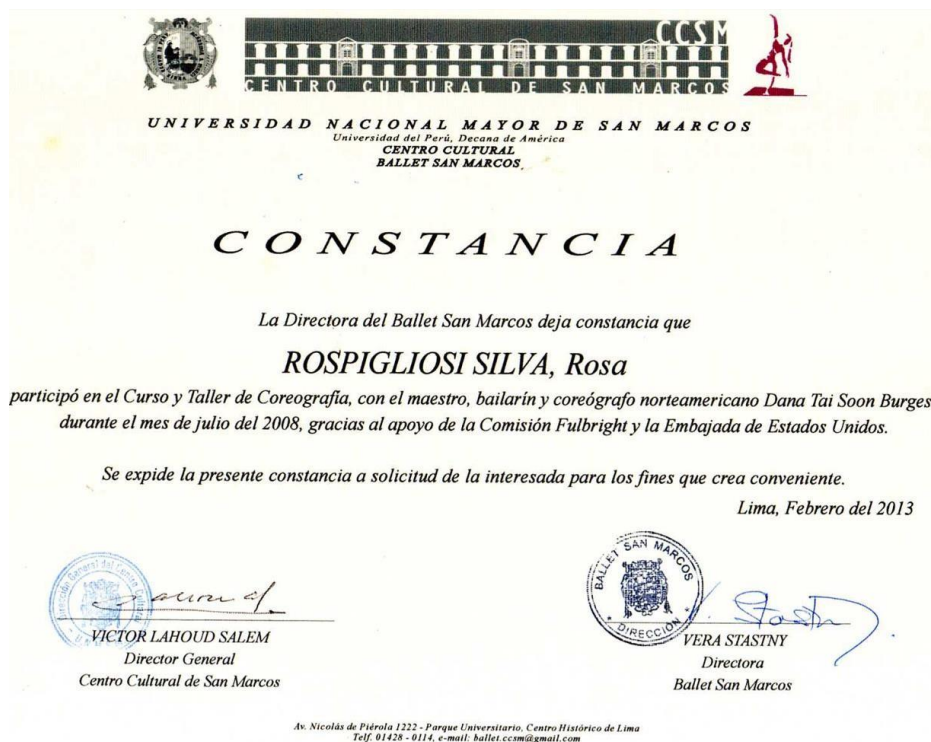 CCSM
CENTRO CULTURAL DE SAN MARCOS
UNIVERSIDAD NACIONAL MAYOR DE SAN MARCOS
Universidad del Perú, Decana de América
CENTRO CULTURAL
BALLET SAN MARCOS
CONSTANCIA
La Directora del Ballet San Marcos deja constancia que
ROSPIGLIOSI SILVA, Rosa
participó en el Curso y Taller de Coreografía, con el maestro, bailarín y coreógrafo norteamericano Dana Tai Soon Burges
durante el mes de julio del 2008, gracias al apoyo de la Comisión Fulbright y la Embajada de Estados Unidos.
Se expide la presente constancia a solicitud de la interesada para los fines que crea conveniente.
Lima, Febrero del 2013
Dirección General del Centro Cultural
VICTOR LAHOUD SALEM
Director General
Centro Cultural de San Marcos
BALLET SAN MARCOS
DIRECCIÓN
V. Stastny
VERA STASTNY
Directora
Ballet San Marcos
Av. Nicolás de Piérola 1222 - Parque Universitario, Centro Histórico de Lima
Telf. 01428 - 0114, e-mail: ballet.ccsm@gmail.com